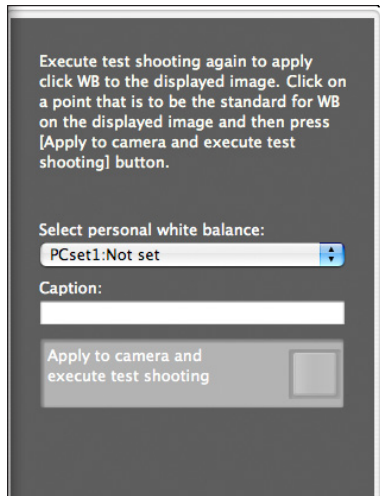 Execute test shooting again to apply
click WB to the displayed image. Click on
a point that is to be the standard for WB
on the displayed image and then press
[Apply to camera and execute test
shooting] button.
Select personal white balance:
PCset1:Not set
Caption:
Apply to camera and
execute test shooting